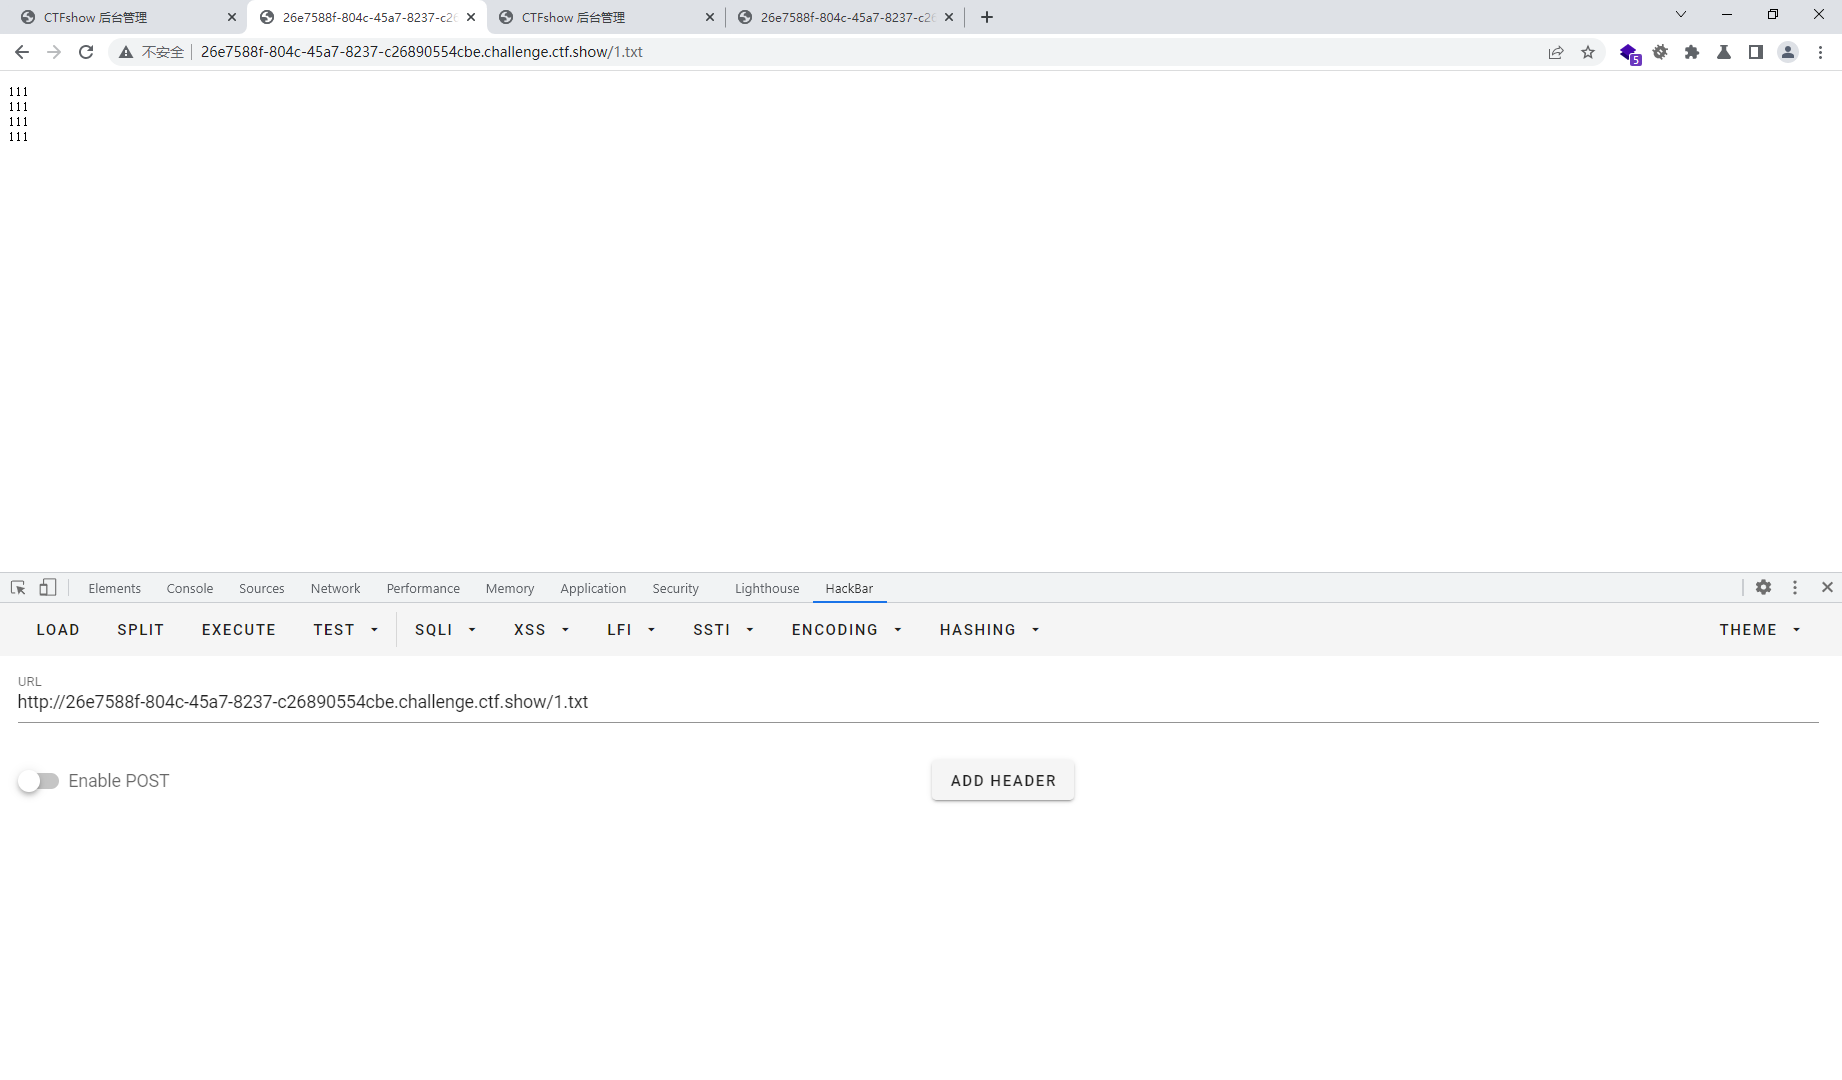 CTFshow 后台管理
26e7588f-804c-45a7-8237-c26
CTFshow 后台管理
26e7588f-804c-45a7-8237-c26
不安全
26e7588f-804c-45a7-8237-c26890554cbe.challenge.ctf.show/1.txt
5
111
111
111
111
Elements Console Sources Network Performance Memory Application Security Lighthouse HackBar
LOAD SPLIT EXECUTE TEST SQLI XSS LFI SSTI ENCODING HASHING THEME
URL
http://26e7588f-804c-45a7-8237-c26890554cbe.challenge.ctf.show/1.txt
Enable POST
ADD HEADER